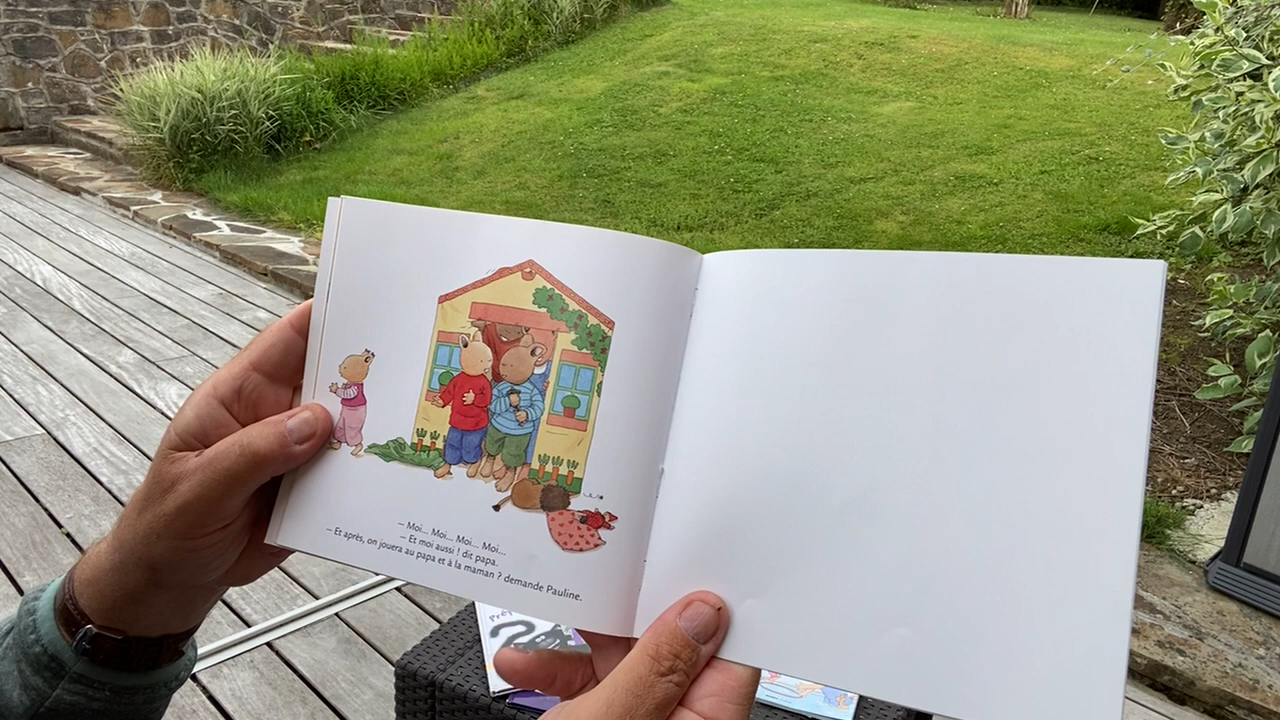 – Moi... Moi... Moi... Moi...
– Et moi aussi ! dit papa.
– Et après, on jouera au papa et à la maman ? demande Pauline.